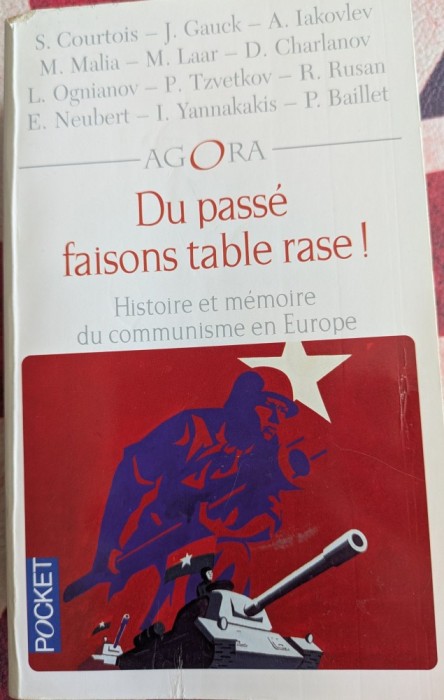 S. Courtois – J. Gauck – A. Iakovlev
M. Malia – M. Laar – D. Charlanov
L. Ognianov – P. Tzvetkov – R. Rusan
E. Neubert – I. Yannakakis – P. Baillet
AGORA
Du passé
faisons table rase !
Histoire et mémoire
du communisme en Europe
POCKET